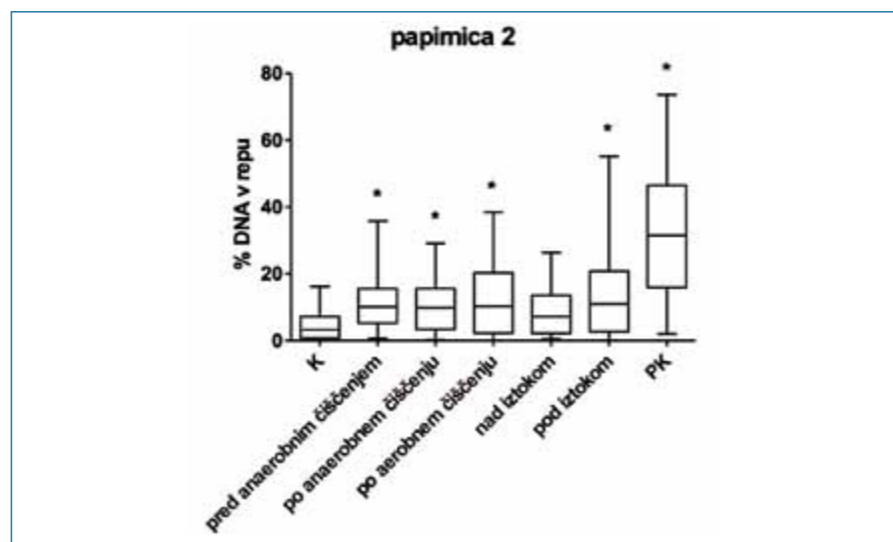 papirnica 2
80
60
40
20
0
% DNA v repu
*
*
*
*
*
K
pred anaerobnim čiščenjem
po anaerobnem čiščenju
po aerobnem čiščenju
nad iztokom
pod iztokom
PK